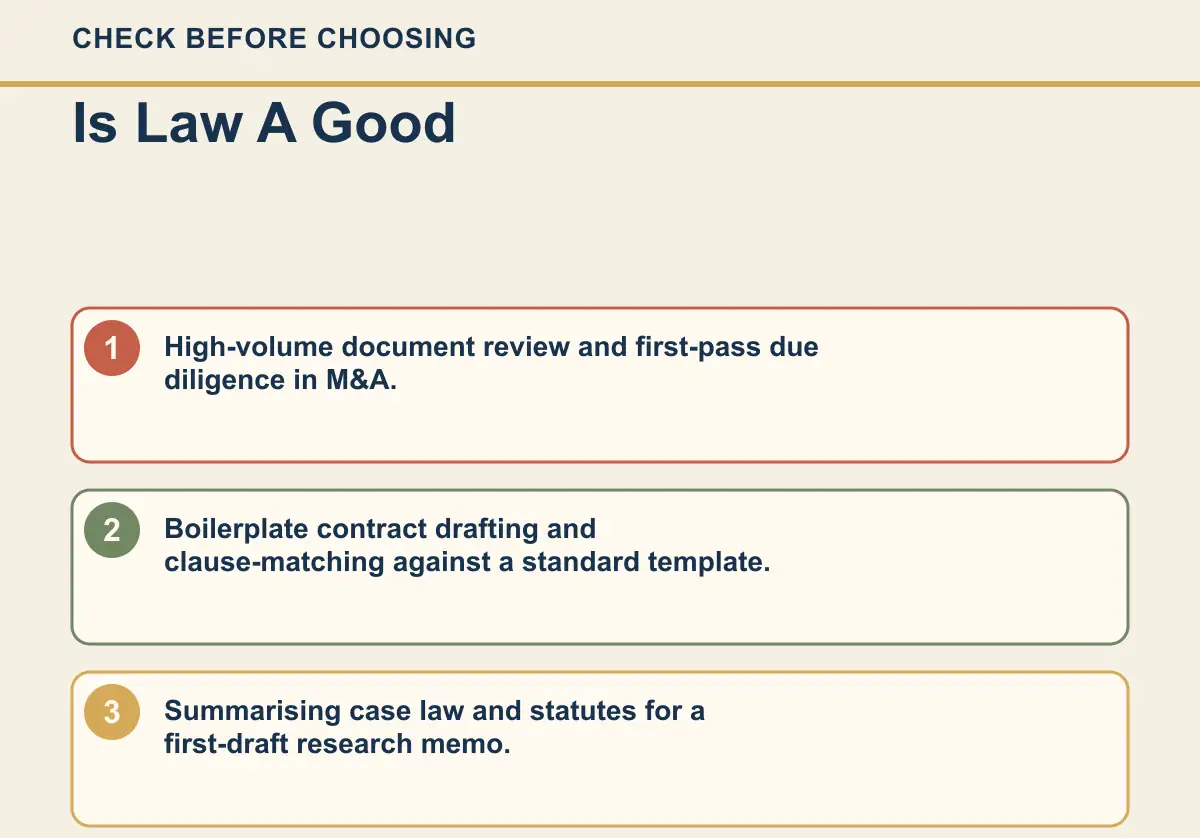 CHECK BEFORE CHOOSING
Is Law A Good
1
High-volume document review and first-pass due
diligence in M&A.
2
Boilerplate contract drafting and
clause-matching against a standard template.
3
Summarising case law and statutes for a
first-draft research memo.